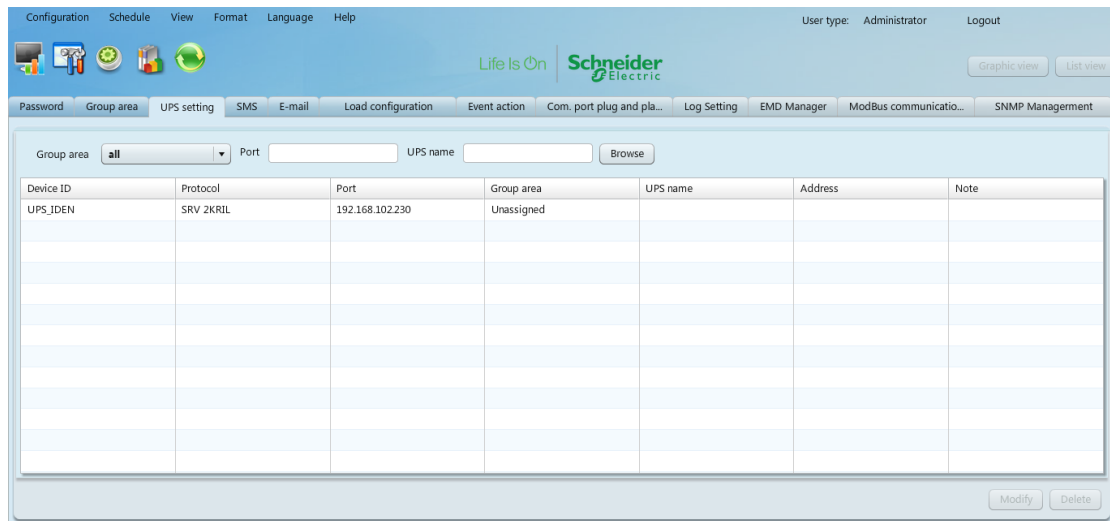 Configuration Schedule View Format Language Help User type: Administrator Logout
Life Is On Schneider Electric
Graphic view List view
Password Group area UPS setting SMS E-mail Load configuration Event action Com. port plug and pla... Log Setting EMD Manager ModBus communicatio... SNMP Managerment
Group area all Port UPS name Browse
Device ID Protocol Port Group area UPS name Address Note
UPS_IDEN SRV 2KRIL 192.168.102.230 Unassigned
Modify Delete